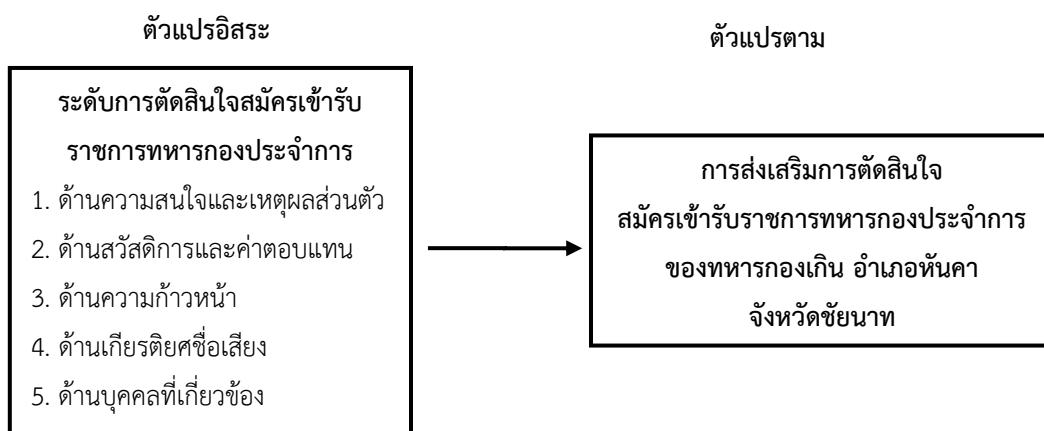 ตัวแปรอิสระ
ตัวแปรตาม
ระดับการตัดสินใจสมัครเข้ารับ
ราชการทหารกองประจำการ
1. ด้านความสนใจและเหตุผลส่วนตัว
2. ด้านสวัสดิการและค่าตอบแทน
3. ด้านความก้าวหน้า
4. ด้านเกียรติยศชื่อเสียง
5. ด้านบุคคลที่เกี่ยวข้อง
การส่งเสริมการตัดสินใจ
สมัครเข้ารับราชการทหารกองประจำการ
ของทหารกองเกิน อำเภอหันคา
จังหวัดชัยนาท